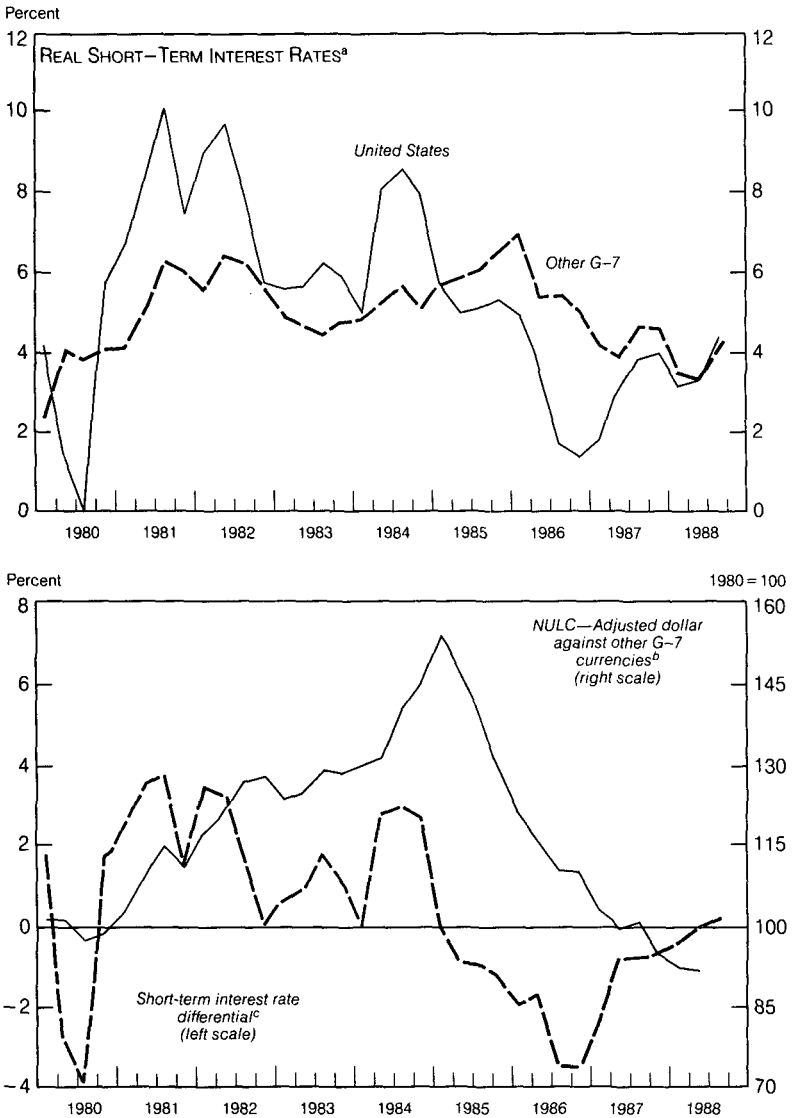 Percent
12 12
REAL SHORT–TERM INTEREST RATESᵃ
10 10
United States
8 8
Other G–7
6 6
4 4
2 2
0 0
1980 1981 1982 1983 1984 1985 1986 1987 1988
Percent 1980 = 100
8 160
NULC—Adjusted dollar
against other G–7
currenciesᵇ
(right scale)
6 145
4 130
2 115
0 100
Short-term interest rate
differentialᶜ
(left scale)
–2 85
–4 70
1980 1981 1982 1983 1984 1985 1986 1987 1988